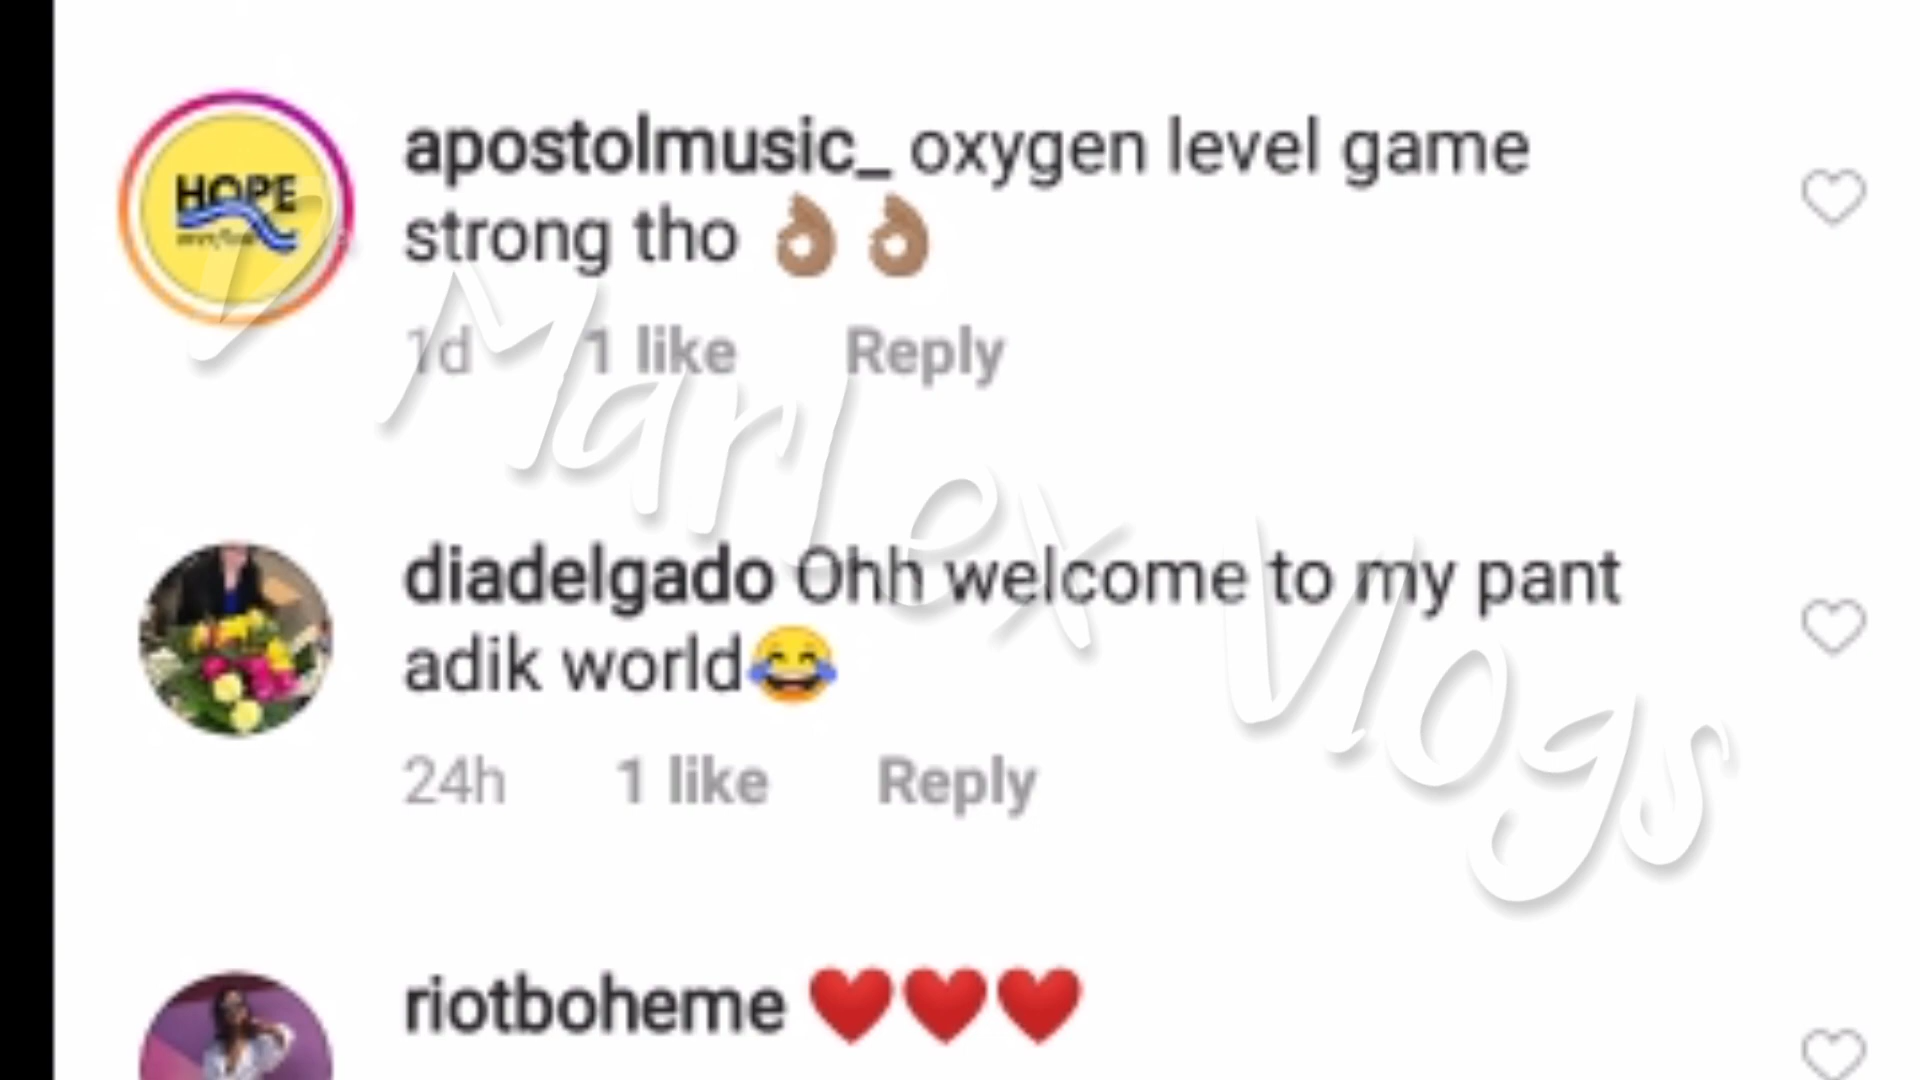 HOPE
apostolmusic_ oxygen level game
strong tho 👌🏽👌🏽
1d 1 like Reply
diadelgado Ohh welcome to my pant
adik world😂
24h 1 like Reply
riotboheme ❤️❤️❤️
Marlex Vlogs